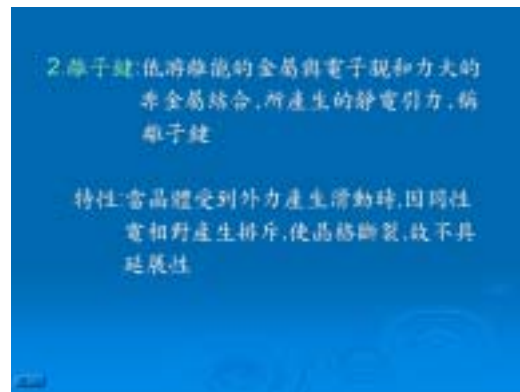 2.離子鍵:低游離能的金屬與電子親和力大的
非金屬結合,所產生的靜電引力,稱
離子鍵
特性:當晶體受到外力產生滑動時,因同性
電相對產生排斥,使晶格斷裂,故不具
延展性